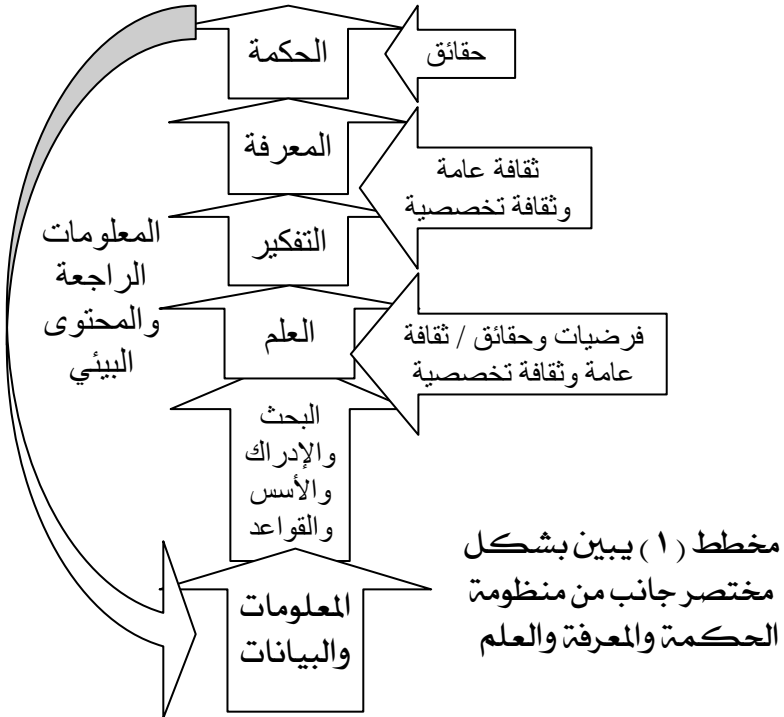 الحكمة
حقائق
المعرفة
ثقافة عامة
وثقافة تخصصية
التفكير
المعلومات
الراجعة
والمحتوى
البيئي
العلم
فرضيات وحقائق / ثقافة
عامة وثقافة تخصصية
البحث
والإدراك
والأسس
والقواعد
المعلومات
والبيانات
مخطط (١) يبين بشكل
مختصر جانب من منظومة
الحكمة والمعرفة والعلم